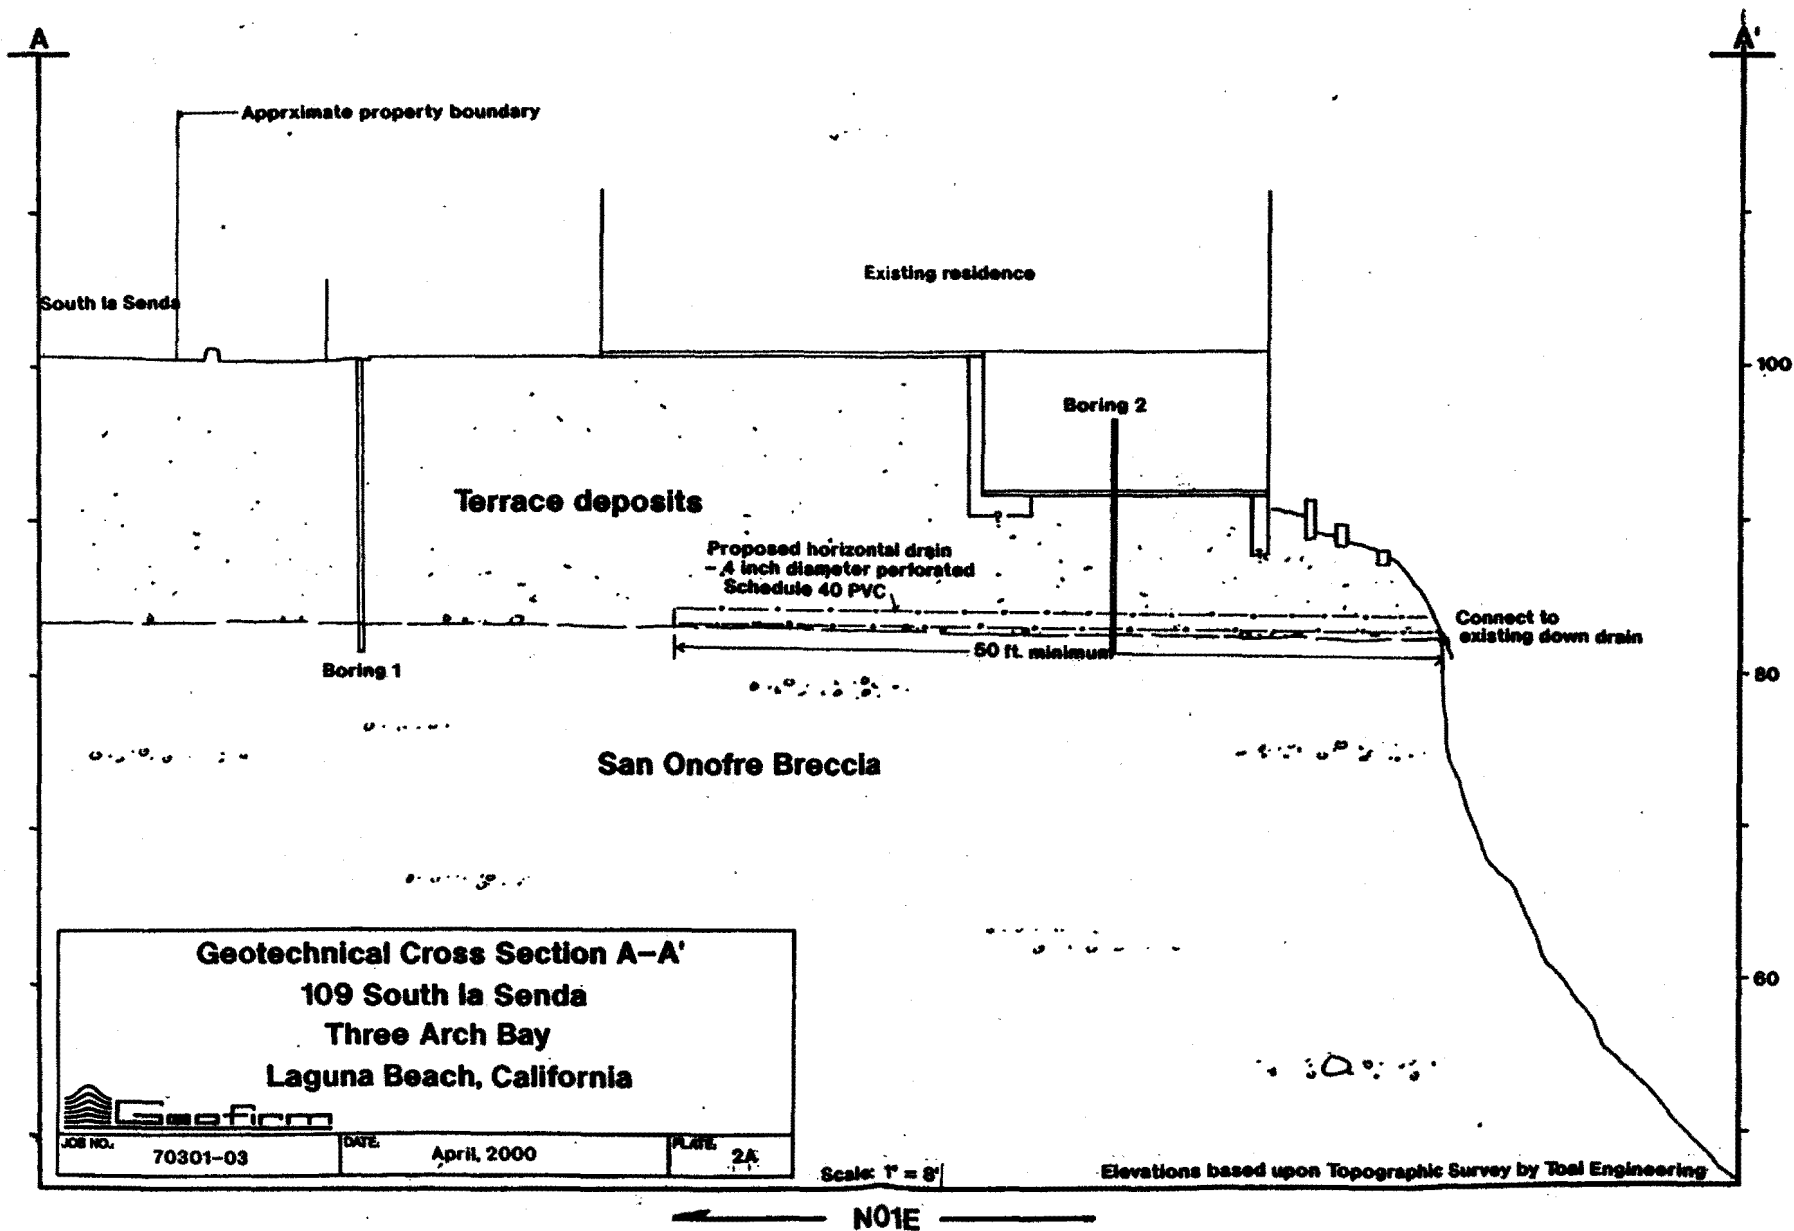 A
A'
Apprximate property boundary
Existing residence
South la Senda
100
Boring 2
Terrace deposits
Proposed horizontal drain
- 4 inch diameter perforated
Schedule 40 PVC
Connect to
existing down drain
50 ft. minimum
Boring 1
80
San Onofre Breccia
60
Geotechnical Cross Section A-A'
109 South la Senda
Three Arch Bay
Laguna Beach, California
Geofirm
JOB NO.: 70301-03
DATE: April, 2000
PLATE: 2A
Scale: 1" = 8'
Elevations based upon Topographic Survey by Toal Engineering
N01E